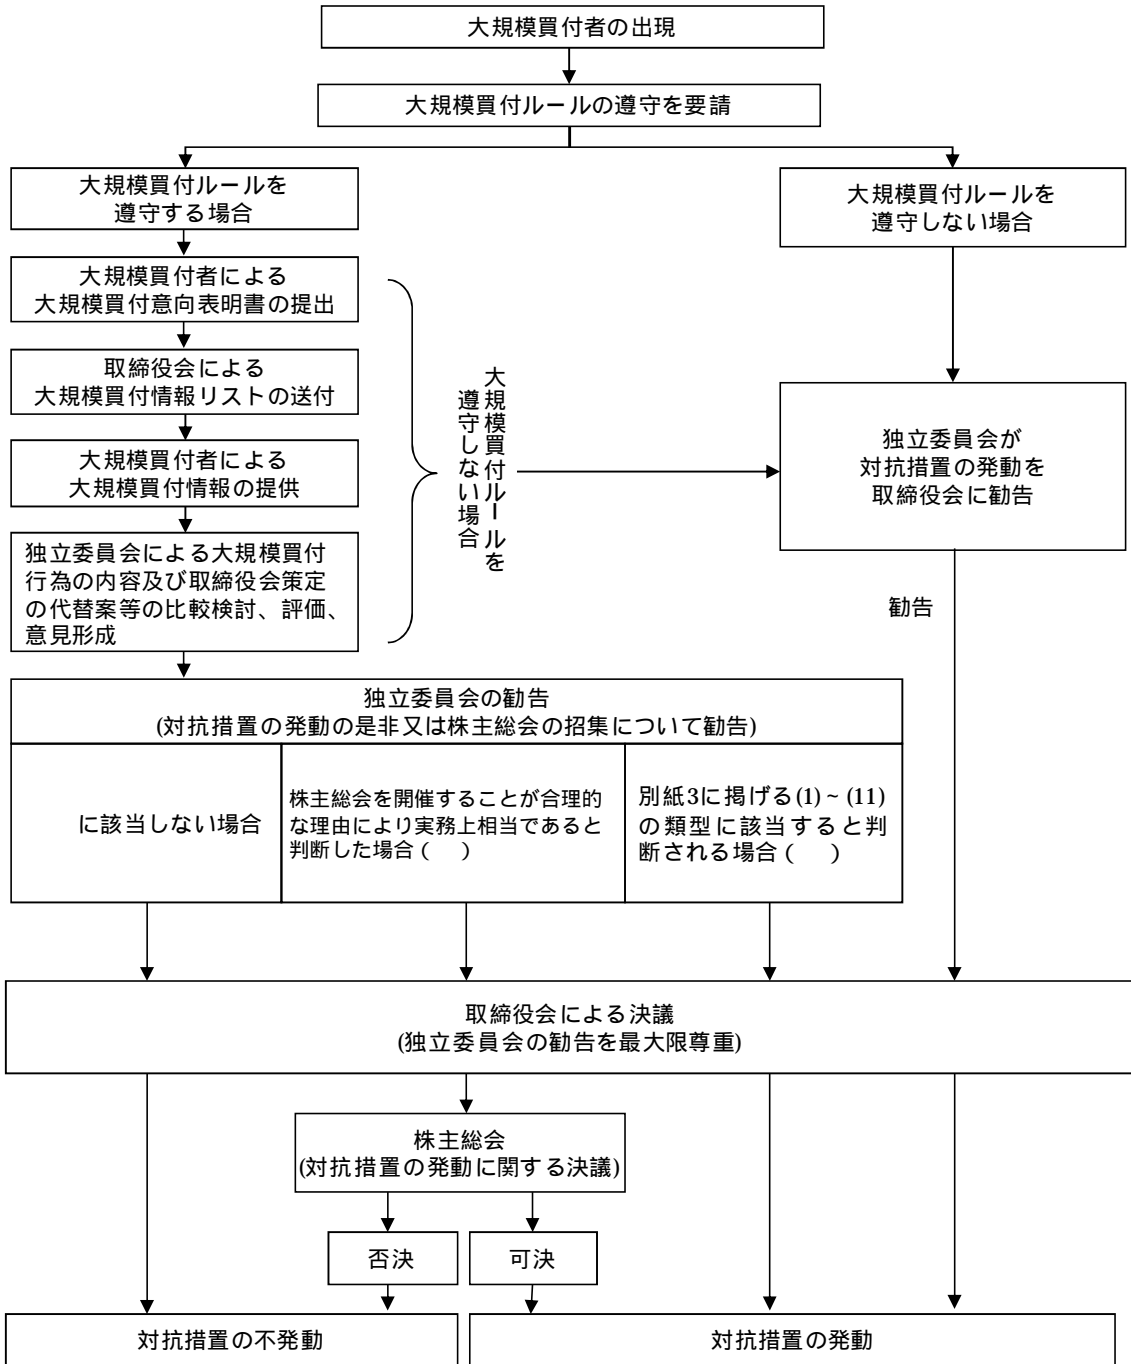 大規模買付者の出現
大規模買付ルールの遵守を要請
大規模買付ルールを
遵守する場合
大規模買付ルールを
遵守しない場合
大規模買付者による
大規模買付意向表明書の提出
取締役会による
大規模買付情報リストの送付
大規模買付者による
大規模買付情報の提供
独立委員会による大規模買付
行為の内容及び取締役会策定
の代替案等の比較検討、評価、
意見形成
大規模買付ルールを
遵守しない場合
独立委員会が
対抗措置の発動を
取締役会に勧告
勧告
独立委員会の勧告
(対抗措置の発動の是非又は株主総会の招集について勧告)
に該当しない場合
株主総会を開催することが合理的
な理由により実務上相当であると
判断した場合(　)
別紙3に掲げる(1)~(11)
の類型に該当すると判
断される場合(　)
取締役会による決議
(独立委員会の勧告を最大限尊重)
株主総会
(対抗措置の発動に関する決議)
否決
可決
対抗措置の不発動
対抗措置の発動